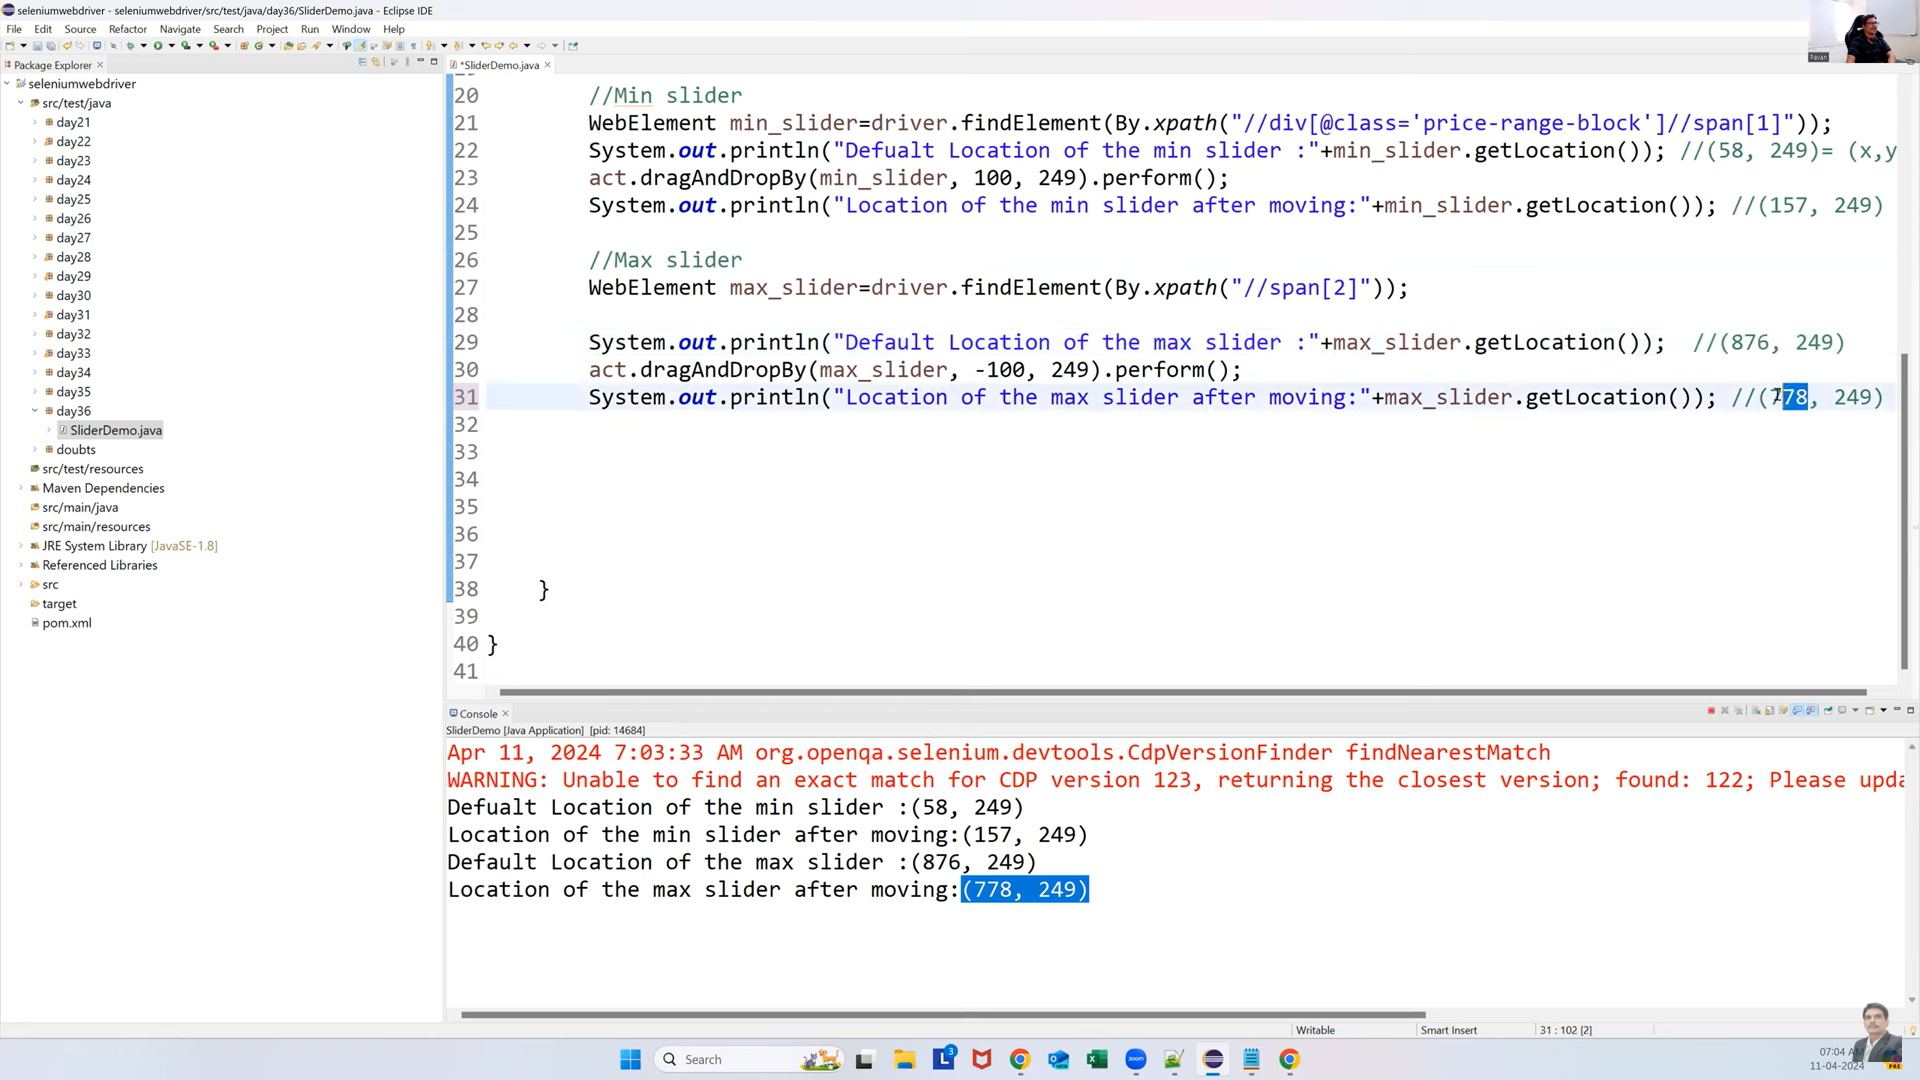 seleniumwebdriver - seleniumwebdriver/src/test/java/day36/SliderDemo.java - Eclipse IDE
File Edit Source Refactor Navigate Search Project Run Window Help
Pavan
Package Explorer
*SliderDemo.java
seleniumwebdriver
src/test/java
day21
day22
day23
day24
day25
day26
day27
day28
day29
day30
day31
day32
day33
day34
day35
day36
SliderDemo.java
doubts
src/test/resources
Maven Dependencies
src/main/java
src/main/resources
JRE System Library [JavaSE-1.8]
Referenced Libraries
src
target
pom.xml
20 //Min slider
21 WebElement min_slider=driver.findElement(By.xpath("//div[@class='price-range-block']//span[1]"));
22 System.out.println("Defualt Location of the min slider :"+min_slider.getLocation()); //(58, 249)= (x,y
23 act.dragAndDropBy(min_slider, 100, 249).perform();
24 System.out.println("Location of the min slider after moving:"+min_slider.getLocation()); //(157, 249)
25
26 //Max slider
27 WebElement max_slider=driver.findElement(By.xpath("//span[2]"));
28
29 System.out.println("Default Location of the max slider :"+max_slider.getLocation()); //(876, 249)
30 act.dragAndDropBy(max_slider, -100, 249).perform();
31 System.out.println("Location of the max slider after moving:"+max_slider.getLocation()); //(778, 249)
32
33
34
35
36
37
38 }
39
40 }
41
Console
SliderDemo [Java Application] [pid: 14684]
Apr 11, 2024 7:03:33 AM org.openqa.selenium.devtools.CdpVersionFinder findNearestMatch
WARNING: Unable to find an exact match for CDP version 123, returning the closest version; found: 122; Please upda
Defualt Location of the min slider :(58, 249)
Location of the min slider after moving:(157, 249)
Default Location of the max slider :(876, 249)
Location of the max slider after moving:(778, 249)
Writable
Smart Insert
31 : 102 [2]
Search
3
zoom
07:04 AM
11-04-2024
PRE